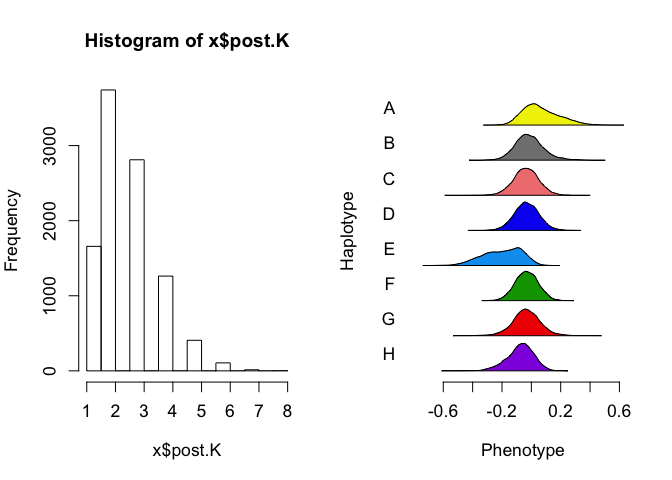 Histogram of x$post.K
Frequency
0
1000
2000
3000
1 2 3 4 5 6 7 8
x$post.K
Haplotype
A
B
C
D
E
F
G
H
-0.6 -0.2 0.2 0.6
Phenotype